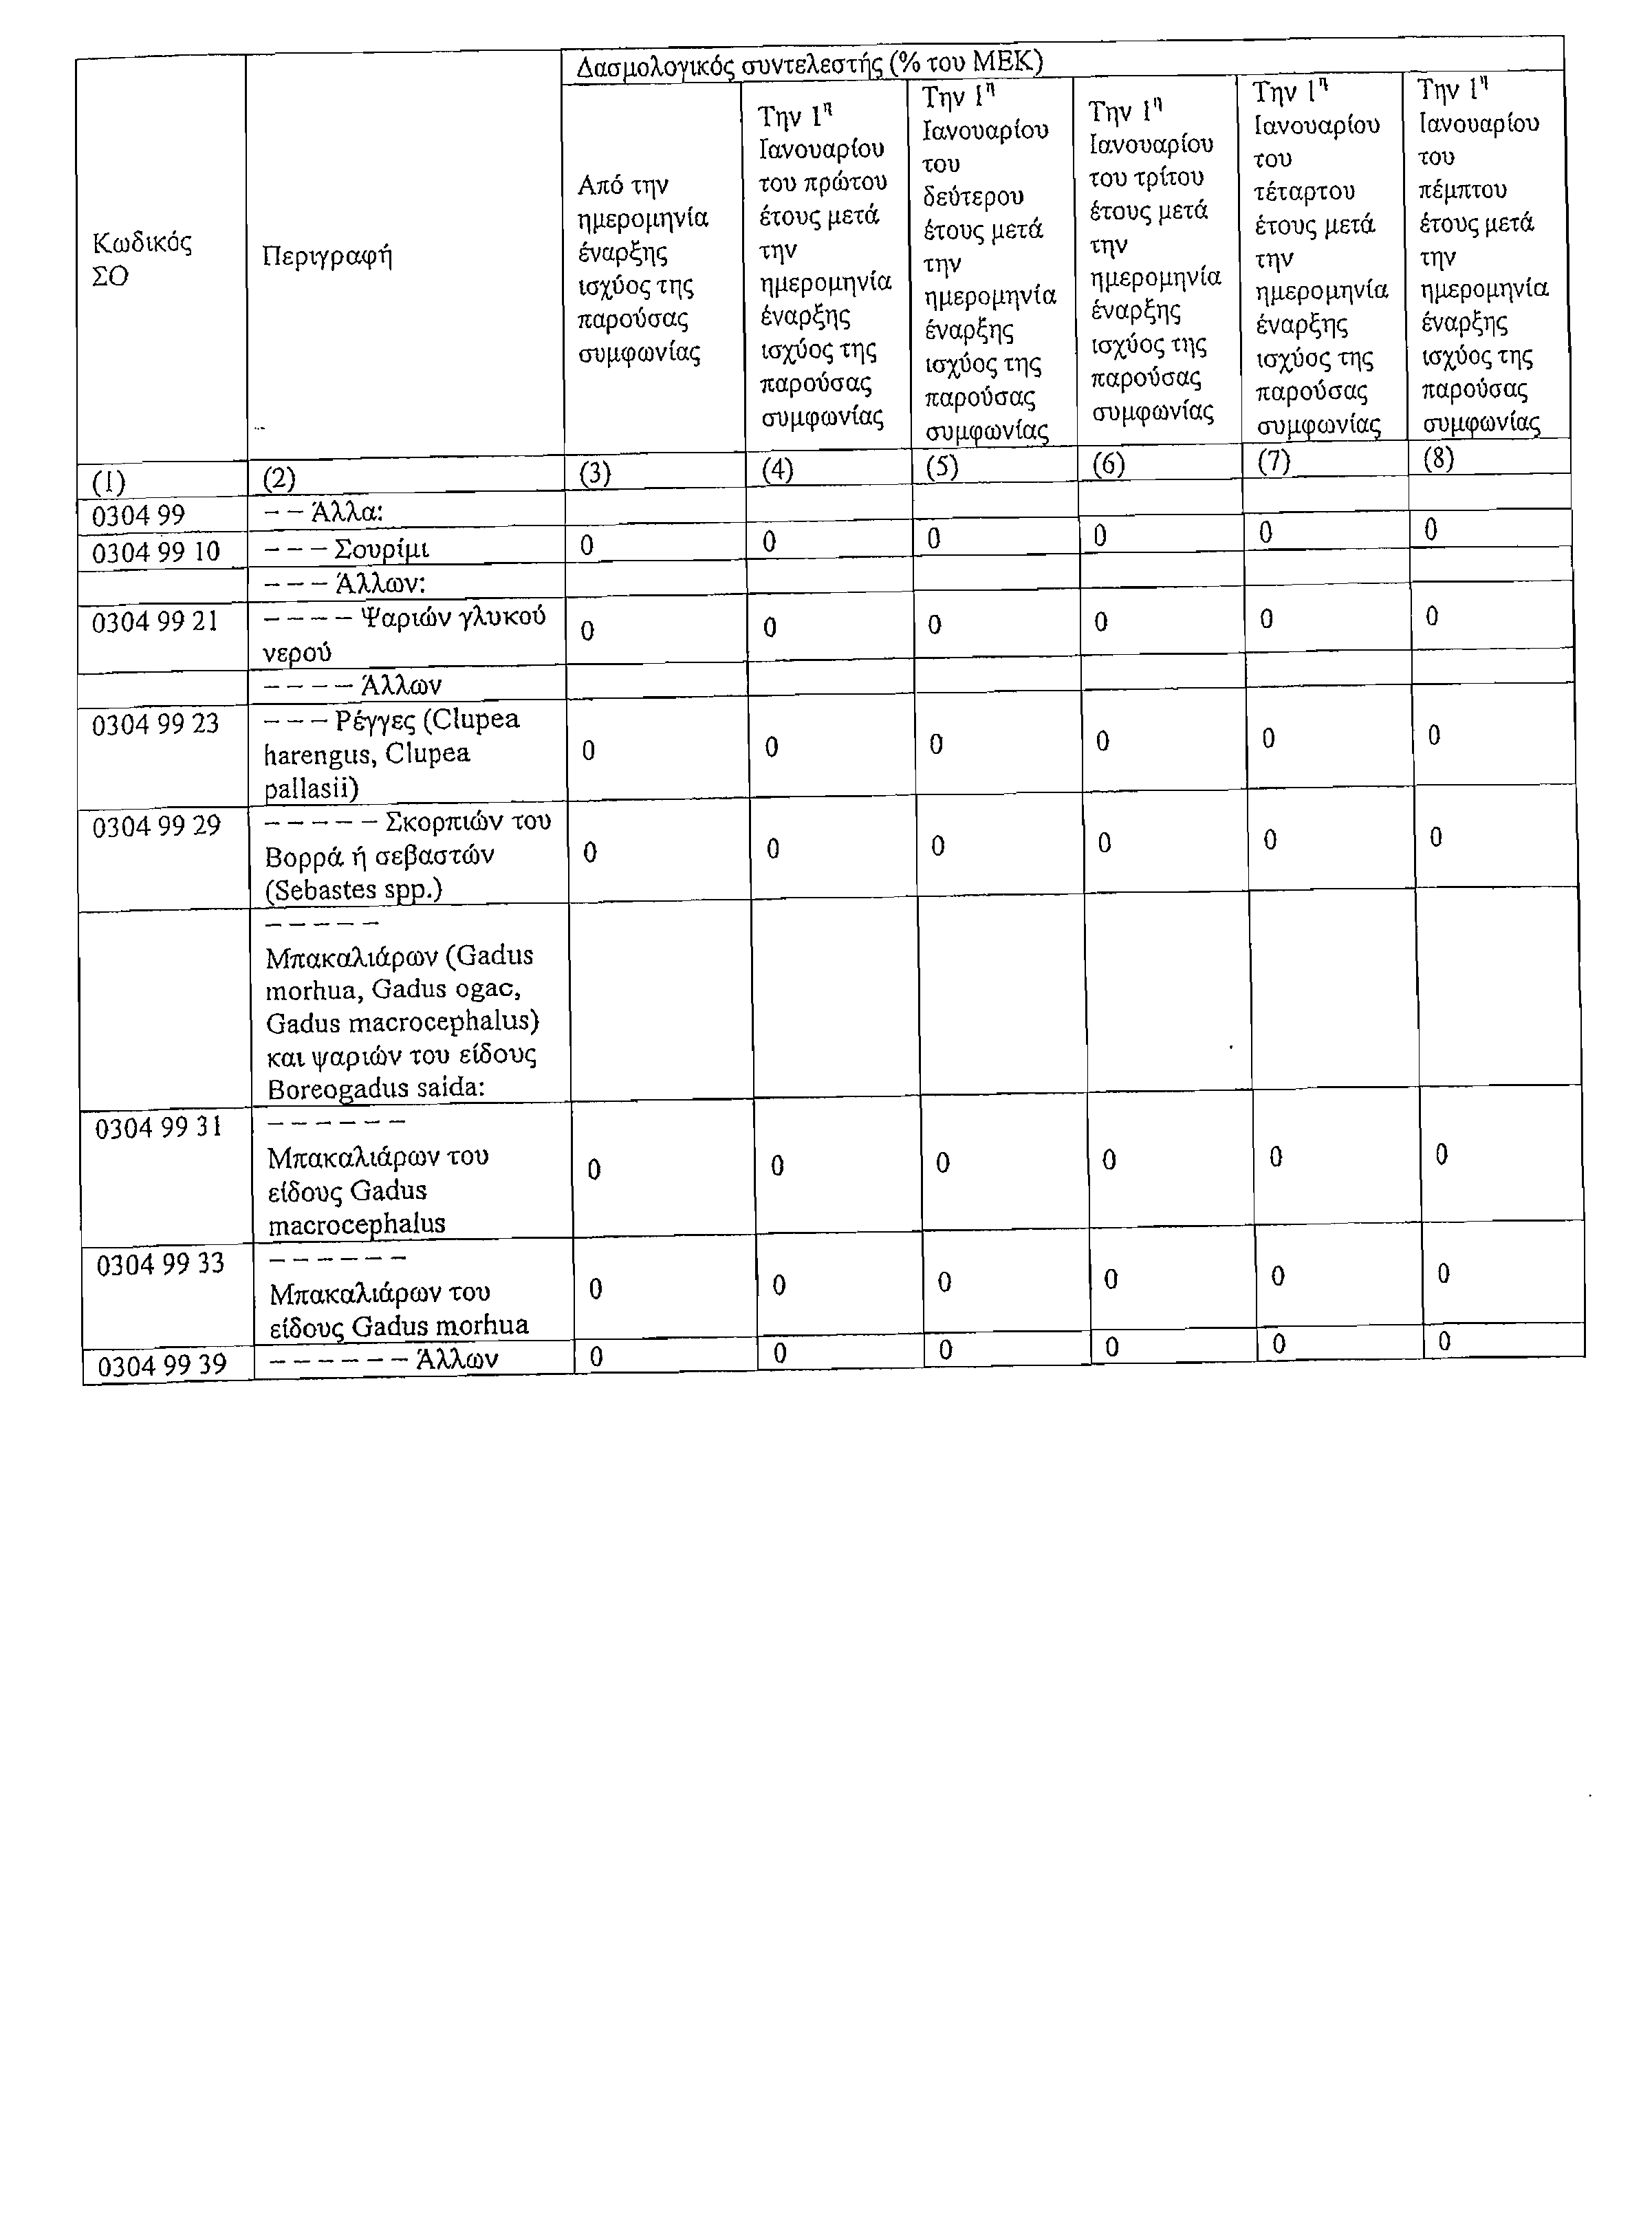 Δασμολογικός συντελεστής (% του ΜΕΚ)
Κωδικός
ΣΟ
Περιγραφή
Από την
ημερομηνία
έναρξης
ισχύος της
παρούσας
συμφωνίας
Την 1η
Ιανουαρίου
του πρώτου
έτους μετά
την
ημερομηνία
έναρξης
ισχύος της
παρούσας
συμφωνίας
Την 1η
Ιανουαρίου
του
δεύτερου
έτους μετά
την
ημερομηνία
έναρξης
ισχύος της
παρούσας
συμφωνίας
Την 1η
Ιανουαρίου
του τρίτου
έτους μετά
την
ημερομηνία
έναρξης
ισχύος της
παρούσας
συμφωνίας
Την 1η
Ιανουαρίου
του
τέταρτου
έτους μετά
την
ημερομηνία
έναρξης
ισχύος της
παρούσας
συμφωνίας
Την 1η
Ιανουαρίου
του
πέμπτου
έτους μετά
την
ημερομηνία
έναρξης
ισχύος της
παρούσας
συμφωνίας
(1) (2) (3) (4) (5) (6) (7) (8)
0304 99 – – Άλλα:
0304 99 10 – – – Σουρίμι 0 0 0 0 0 0
– – – Άλλων:
0304 99 21 – – – – Ψαριών γλυκού
νερού 0 0 0 0 0 0
– – – – Άλλων
0304 99 23 – – – Ρέγγες (Clupea
harengus, Clupea 0 0 0 0 0 0
pallasii)
0304 99 29 – – – – – Σκορπιών του
Βορρά ή σεβαστών 0 0 0 0 0 0
(Sebastes spp.)
– – – – –
Μπακαλιάρων (Gadus
morhua, Gadus ogac,
Gadus macrocephalus)
και ψαριών του είδους
Boreogadus saida:
0304 99 31 – – – – – –
Μπακαλιάρων του 0 0 0 0 0 0
είδους Gadus
macrocephalus
0304 99 33 – – – – – –
Μπακαλιάρων του 0 0 0 0 0 0
είδους Gadus morhua
0304 99 39 – – – – – – Άλλων 0 0 0 0 0 0